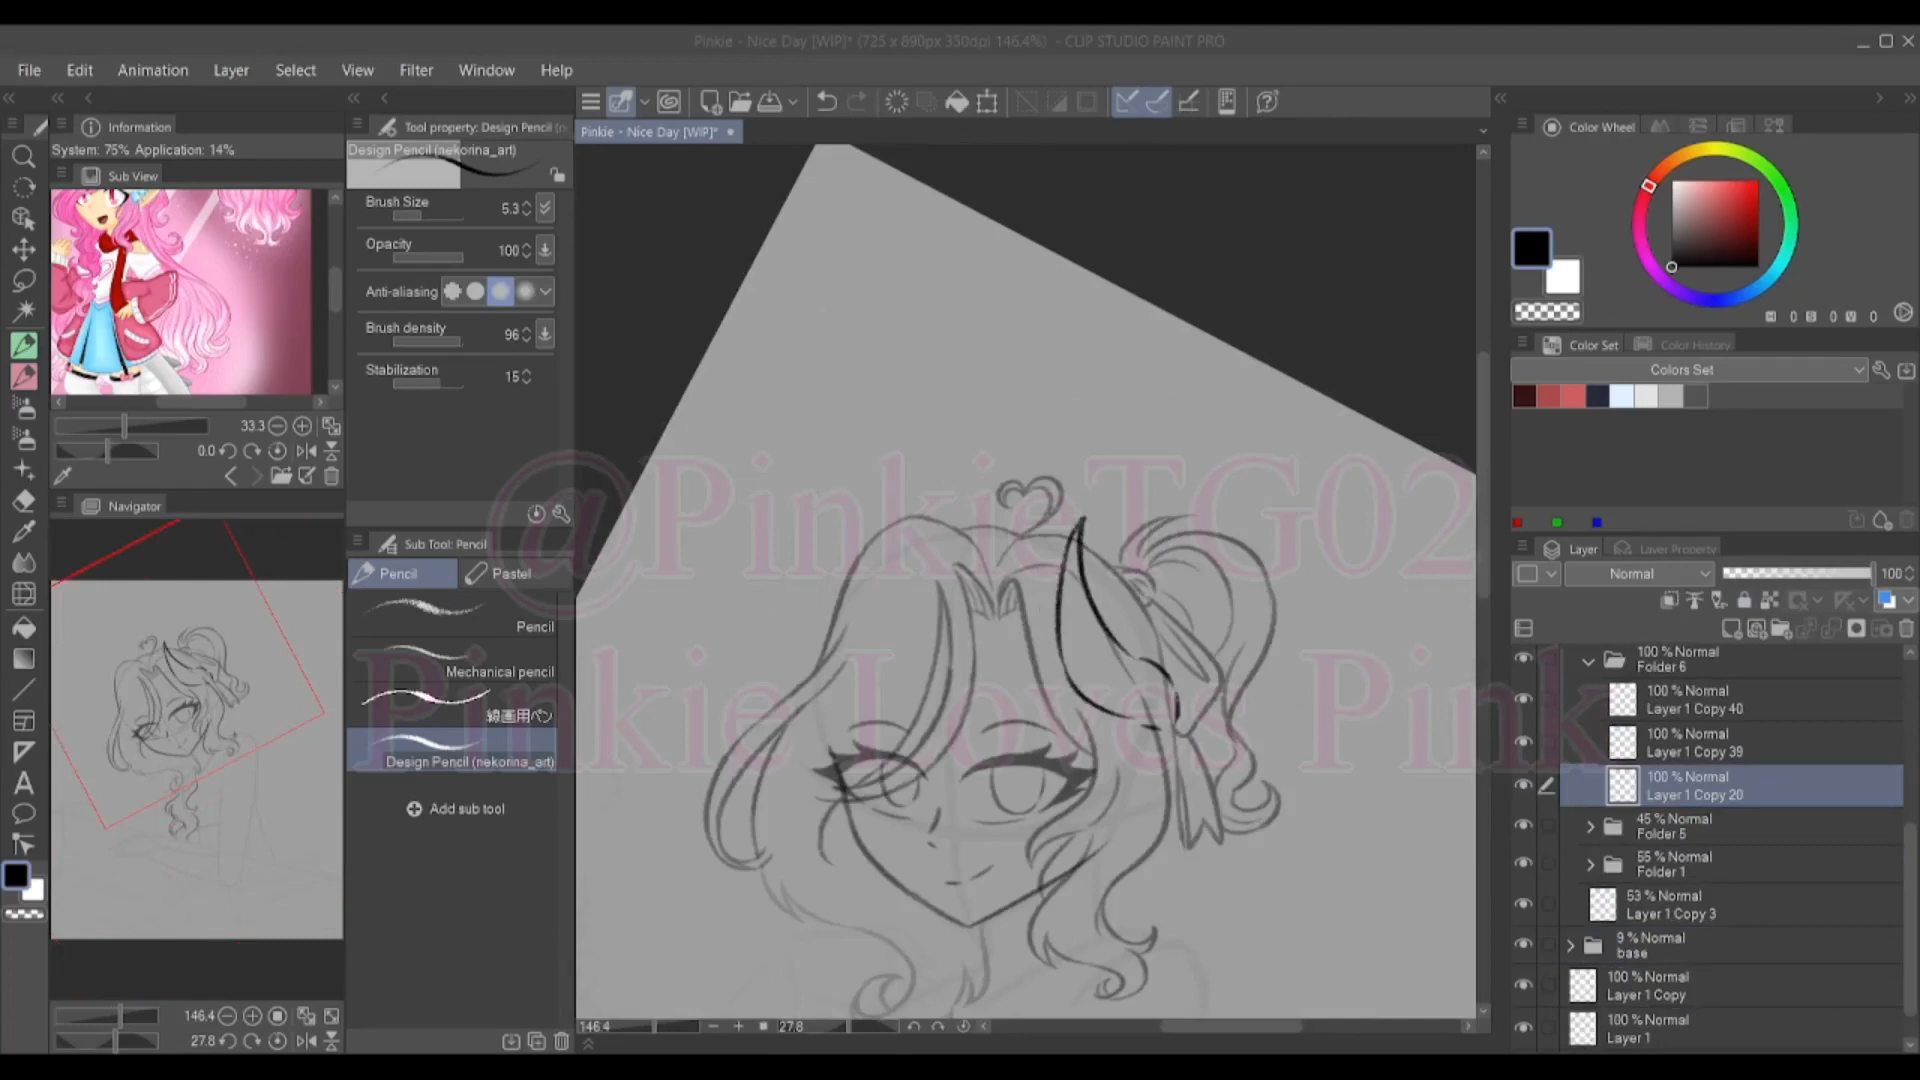 Pinkie - Nice Day [WIP]* (725 x 890px 350dpi 146.4%) - CLIP STUDIO PAINT PRO
File Edit Animation Layer Select View Filter Window Help
Information
System: 75% Application: 14%
Sub View
33.3
0.0
Navigator
146.4
27.8
Tool property: Design Pencil (n
Design Pencil (nekorina_art)
Brush Size 5.3
Opacity 100
Anti-aliasing
Brush density 96
Stabilization 15
Sub Tool: Pencil
Pencil Pastel
Pencil
Mechanical pencil
線画用ペン
Design Pencil (nekorina_art)
Add sub tool
Pinkie - Nice Day [WIP]*
@PinkieTG02
Pinkie Loves Pink
146.4 27.8
Color Wheel
H 0 S 0 V 0
Color Set Color History
Colors Set
Layer Layer Property
Normal 100
100 % Normal
Folder 6
100 % Normal
Layer 1 Copy 40
100 % Normal
Layer 1 Copy 39
100 % Normal
Layer 1 Copy 20
45 % Normal
Folder 5
55 % Normal
Folder 1
53 % Normal
Layer 1 Copy 3
9 % Normal
base
100 % Normal
Layer 1 Copy
100 % Normal
Layer 1